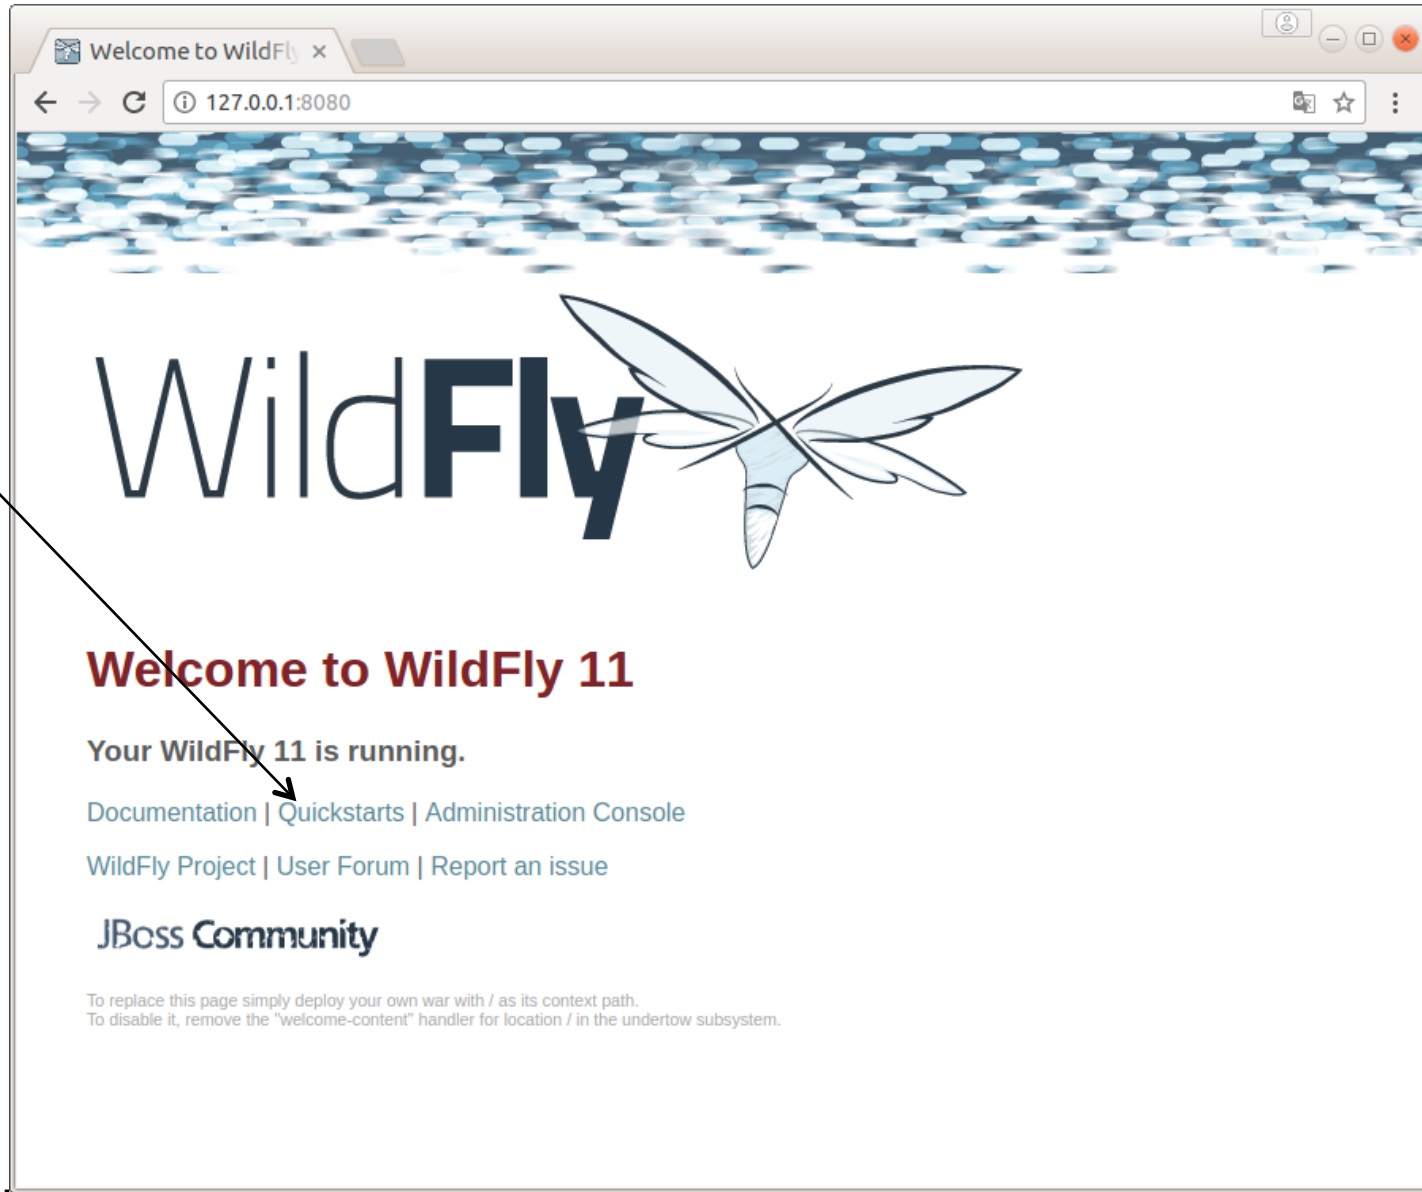 Welcome to WildFly
127.0.0.1:8080
WildFly
Welcome to WildFly 11
Your WildFly 11 is running.
Documentation | Quickstarts | Administration Console
WildFly Project | User Forum | Report an issue
JBoss Community
To replace this page simply deploy your own war with / as its context path.
To disable it, remove the "welcome-content" handler for location / in the undertow subsystem.